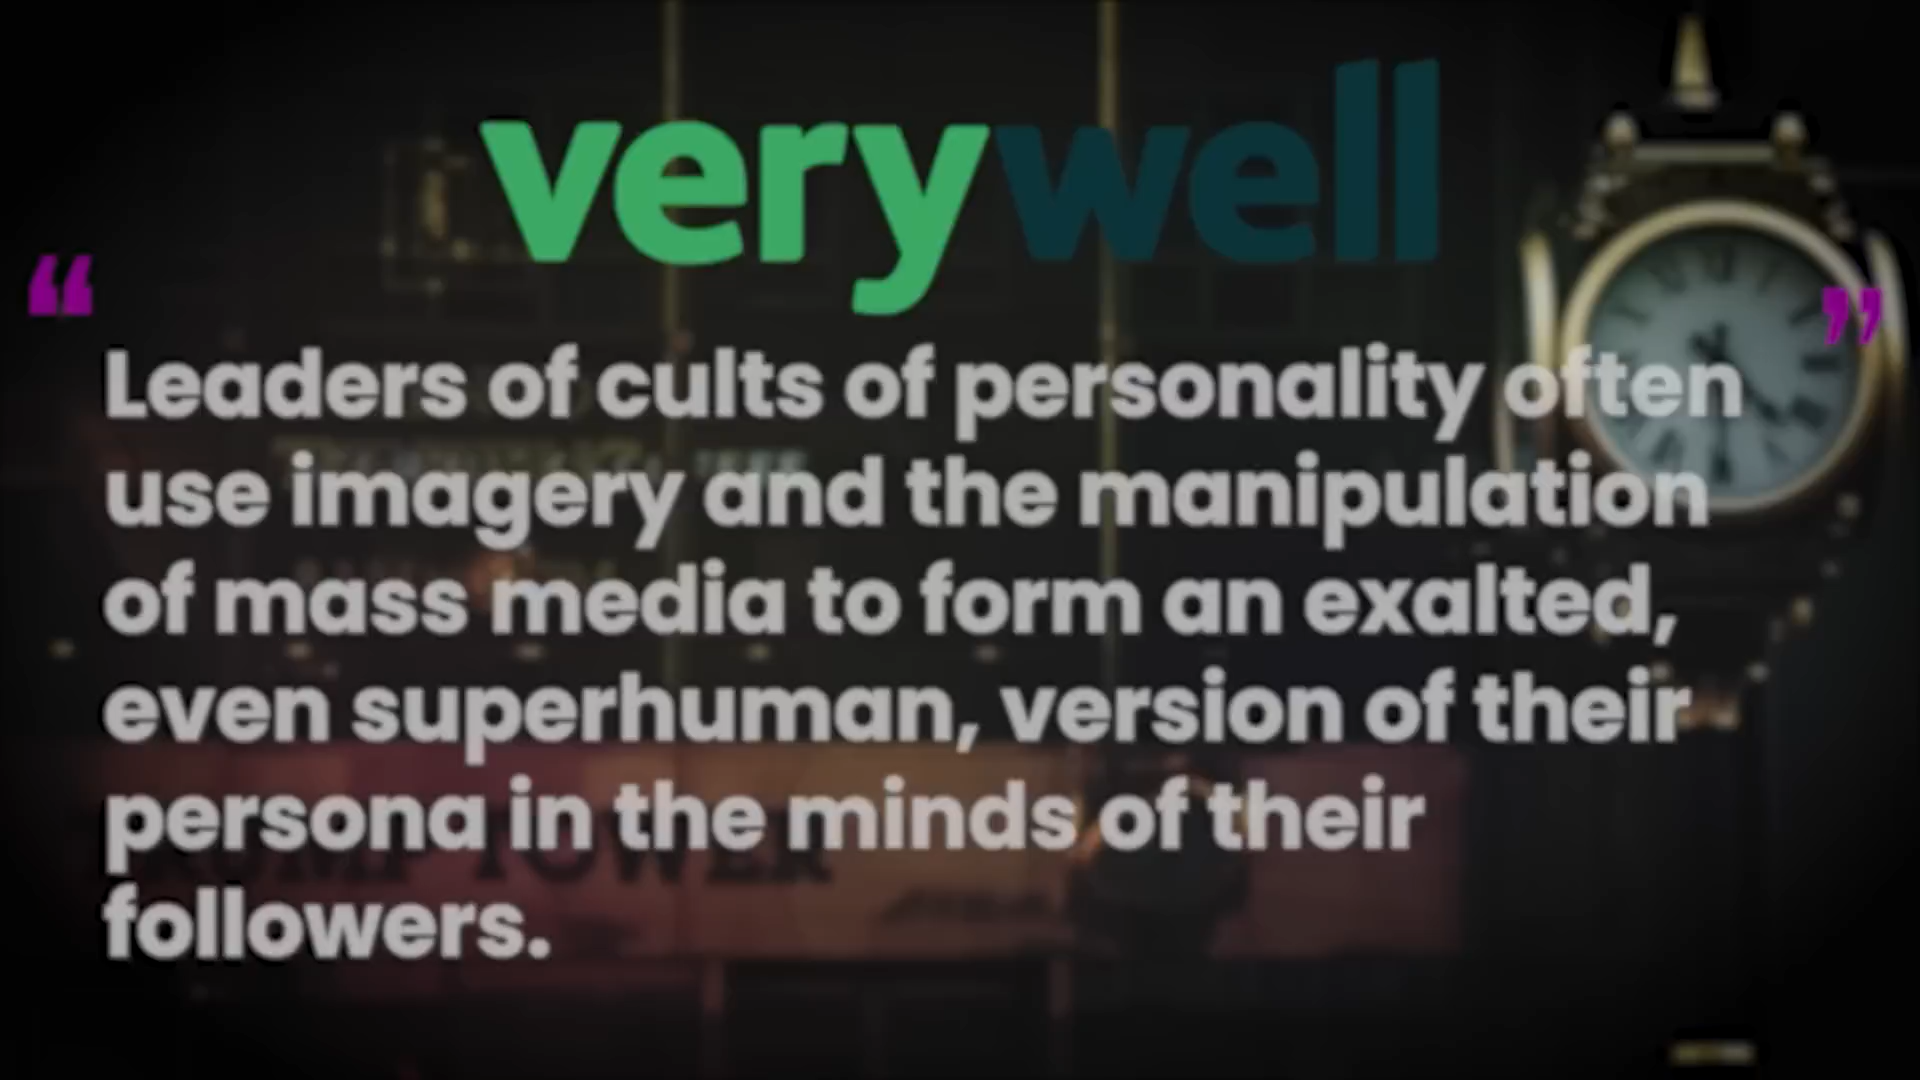 verywell
“ ”
Leaders of cults of personality often
use imagery and the manipulation
of mass media to form an exalted,
even superhuman, version of their
persona in the minds of their
followers.
TOWER